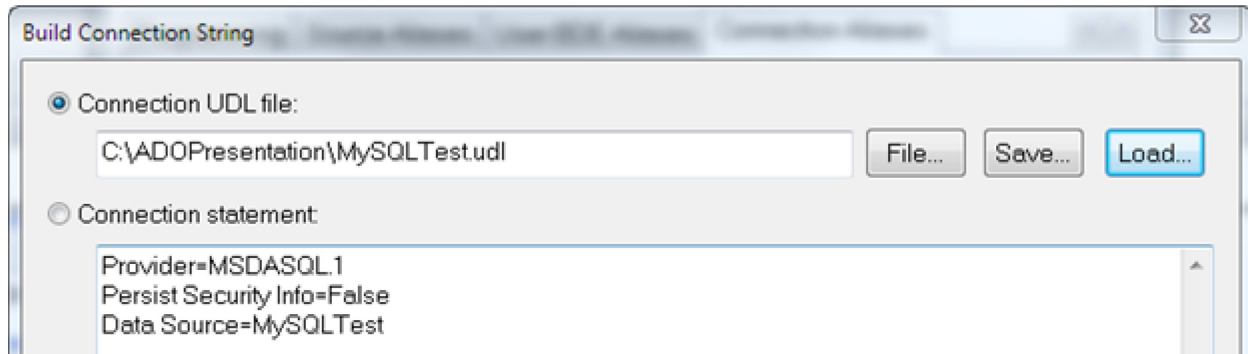 Build Connection String
Connection UDL file:
C:\ADOPresentation\MySQLTest.udl
File... Save... Load...
Connection statement:
Provider=MSDASQL.1
Persist Security Info=False
Data Source=MySQLTest